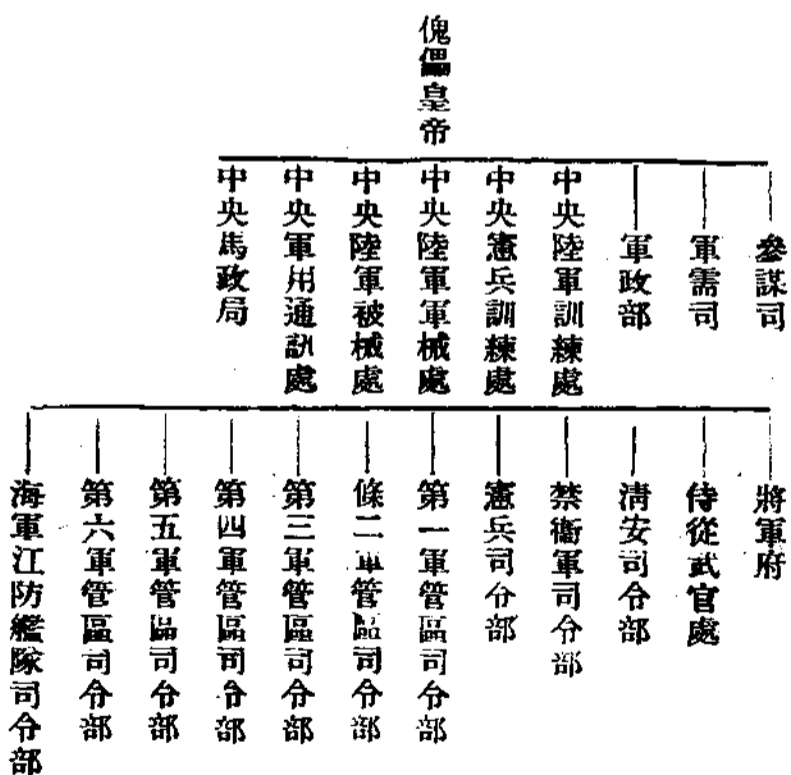 傀儡皇帝
參謀司
軍需司
軍政部
中央陸軍訓練處
中央憲兵訓練處
中央陸軍軍械處
中央陸軍被械處
中央軍用通訊處
中央馬政局
將軍府
侍從武官處
淸安司令部
禁衞軍司令部
憲兵司令部
第一軍管區司令部
條二軍管區司令部
第三軍管區司令部
第四軍管區司令部
第五軍管區司令部
第六軍管區司令部
海軍江防艦隊司令部